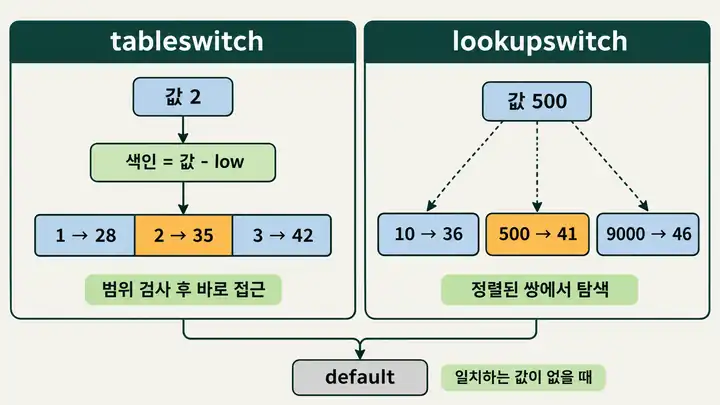 tableswitch
값 2
색인 = 값 - low
1 → 28
2 → 35
3 → 42
범위 검사 후 바로 접근
lookupswitch
값 500
10 → 36
500 → 41
9000 → 46
정렬된 쌍에서 탐색
default
일치하는 값이 없을 때